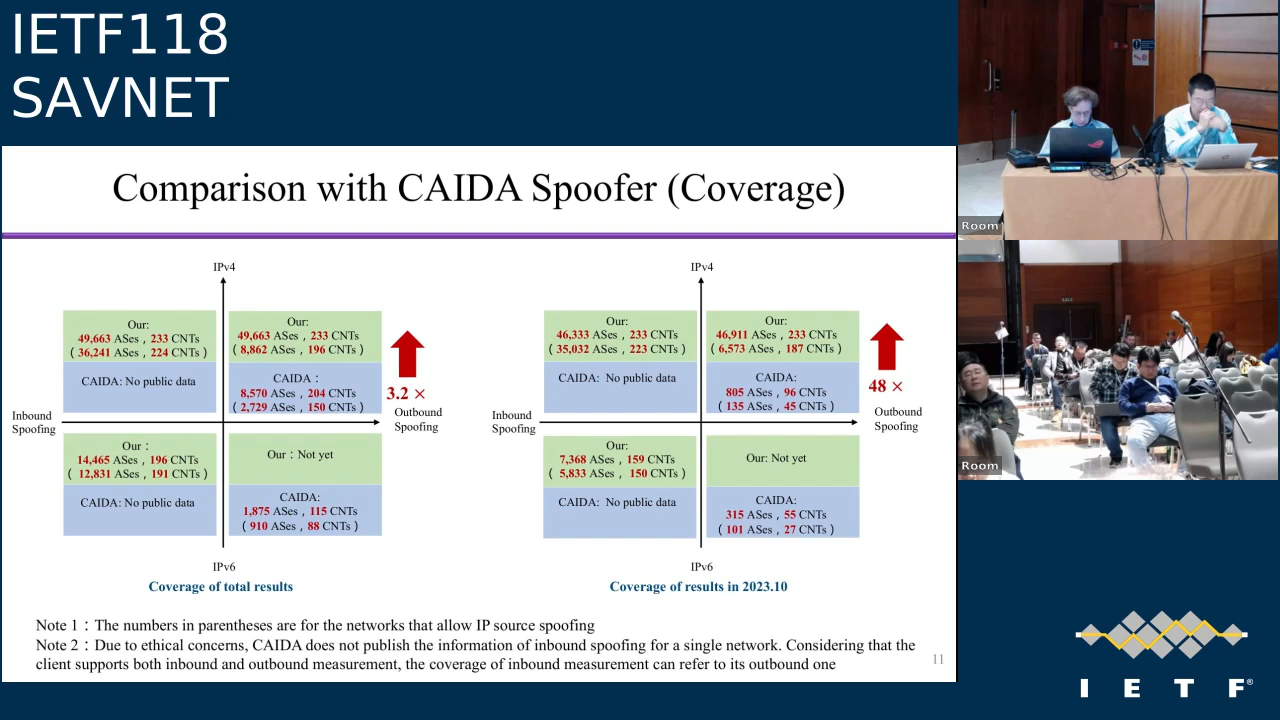 IETF118
SAVNET
Comparison with CAIDA Spoofer (Coverage)
IPv4
Our:
49,663 ASes , 233 CNTs
( 36,241 ASes , 224 CNTs )
CAIDA: No public data
Our:
49,663 ASes , 233 CNTs
( 8,862 ASes , 196 CNTs )
CAIDA :
8,570 ASes , 204 CNTs
( 2,729 ASes , 150 CNTs )
3.2 ×
Inbound
Spoofing
Outbound
Spoofing
Our :
14,465 ASes , 196 CNTs
( 12,831 ASes , 191 CNTs )
CAIDA: No public data
Our : Not yet
CAIDA:
1,875 ASes , 115 CNTs
( 910 ASes , 88 CNTs )
IPv6
Coverage of total results
IPv4
Our:
46,333 ASes , 233 CNTs
( 35,032 ASes , 223 CNTs )
CAIDA: No public data
Our:
46,911 ASes , 233 CNTs
( 6,573 ASes , 187 CNTs )
CAIDA:
805 ASes , 96 CNTs
( 135 ASes , 45 CNTs )
48 ×
Inbound
Spoofing
Outbound
Spoofing
Our:
7,368 ASes , 159 CNTs
( 5,833 ASes , 150 CNTs )
CAIDA: No public data
Our: Not yet
CAIDA:
315 ASes , 55 CNTs
( 101 ASes , 27 CNTs )
IPv6
Coverage of results in 2023.10
Note 1 : The numbers in parentheses are for the networks that allow IP source spoofing
Note 2 : Due to ethical concerns, CAIDA does not publish the information of inbound spoofing for a single network. Considering that the
client supports both inbound and outbound measurement, the coverage of inbound measurement can refer to its outbound one
11
Room
Room
I E T F®